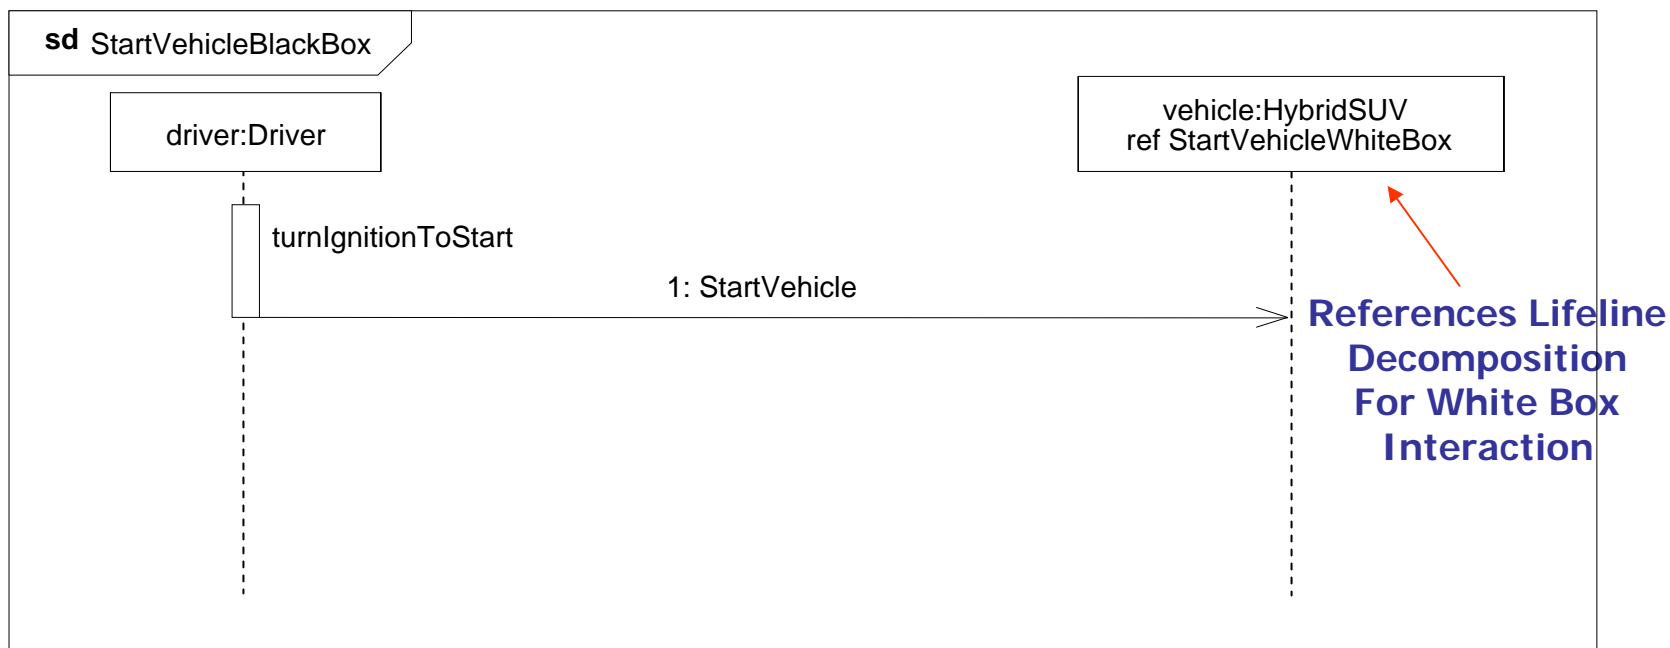 sd StartVehicleBlackBox
driver:Driver
vehicle:HybridSUV
ref StartVehicleWhiteBox
turnIgnitionToStart
1: StartVehicle
References Lifeline
Decomposition
For White Box
Interaction